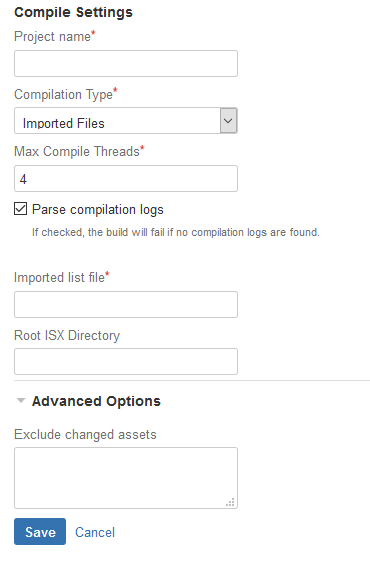 Compile Settings
Project name*
Compilation Type*
Imported Files
Max Compile Threads*
4
Parse compilation logs
If checked, the build will fail if no compilation logs are found.
Imported list file*
Root ISX Directory
Advanced Options
Exclude changed assets
Save Cancel